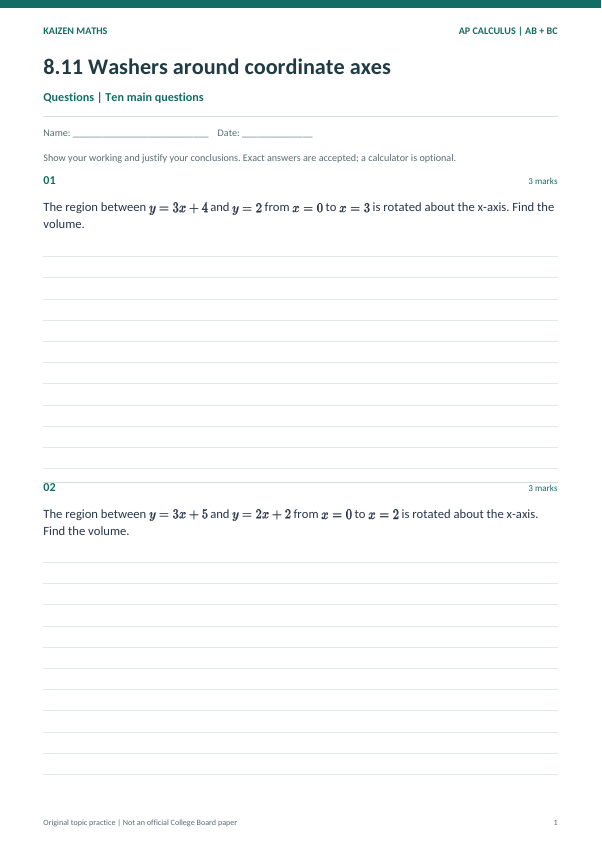 KAIZEN MATHS AP CALCULUS | AB + BC
8.11 Washers around coordinate axes
Questions | Ten main questions
Name: ____________________________ Date: ______________
Show your working and justify your conclusions. Exact answers are accepted; a calculator is optional.
01 3 marks
The region between y = 3x + 4 and y = 2 from x = 0 to x = 3 is rotated about the x-axis. Find the
volume.
02 3 marks
The region between y = 3x + 5 and y = 2x + 2 from x = 0 to x = 2 is rotated about the x-axis.
Find the volume.
Original topic practice | Not an official College Board paper 1